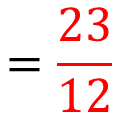 = 23/12